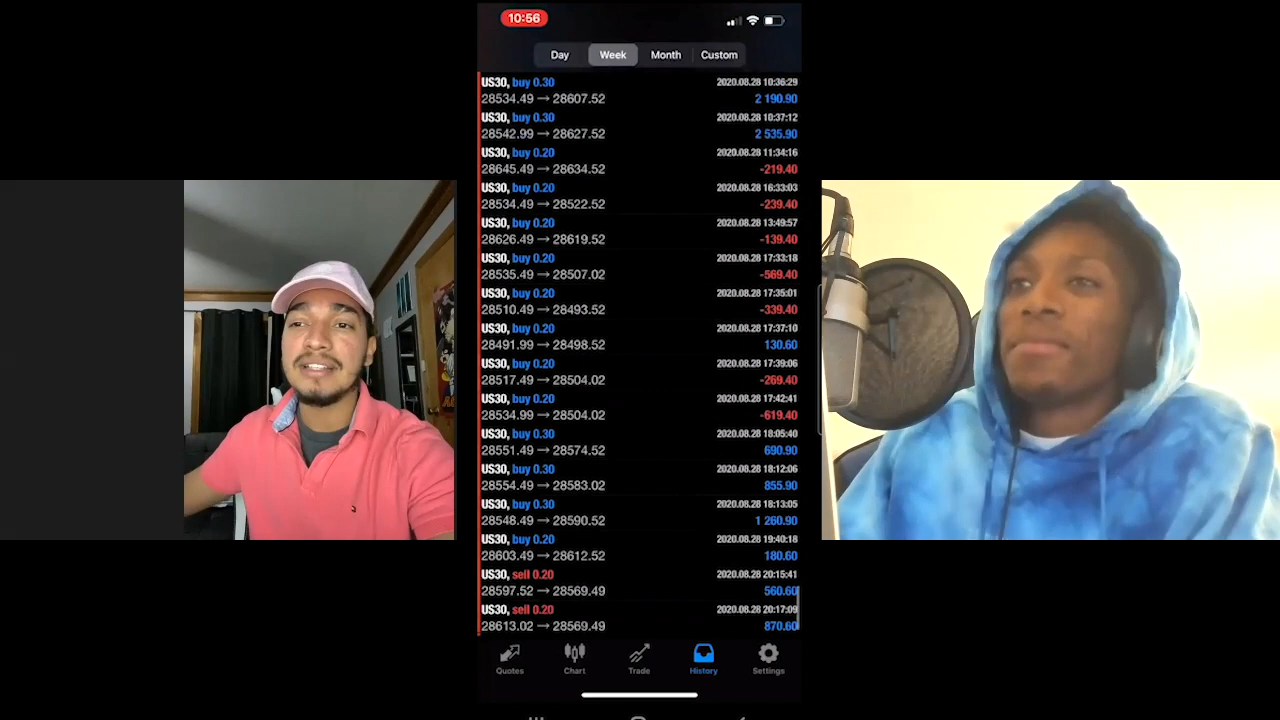 10:56
Day Week Month Custom
US30, buy 0.30 2020.08.28 10:36:29
28534.49 → 28607.52 2 190.90
US30, buy 0.30 2020.08.28 10:37:12
28542.99 → 28627.52 2 535.90
US30, buy 0.20 2020.08.28 11:34:16
28645.49 → 28634.52 -219.40
US30, buy 0.20 2020.08.28 16:33:03
28534.49 → 28522.52 -239.40
US30, buy 0.20 2020.08.28 13:49:57
28626.49 → 28619.52 -139.40
US30, buy 0.20 2020.08.28 17:33:18
28535.49 → 28507.02 -569.40
US30, buy 0.20 2020.08.28 17:35:01
28510.49 → 28493.52 -339.40
US30, buy 0.20 2020.08.28 17:37:10
28491.99 → 28498.52 130.60
US30, buy 0.20 2020.08.28 17:39:06
28517.49 → 28504.02 -269.40
US30, buy 0.20 2020.08.28 17:42:41
28534.99 → 28504.02 -619.40
US30, buy 0.30 2020.08.28 18:05:40
28551.49 → 28574.52 690.90
US30, buy 0.30 2020.08.28 18:12:06
28554.49 → 28583.02 855.90
US30, buy 0.30 2020.08.28 18:13:05
28548.49 → 28590.52 1 260.90
US30, buy 0.20 2020.08.28 19:40:18
28603.49 → 28612.52 180.60
US30, sell 0.20 2020.08.28 20:15:41
28597.52 → 28569.49 560.60
US30, sell 0.20 2020.08.28 20:17:09
28613.02 → 28569.49 870.60
Quotes Chart Trade History Settings